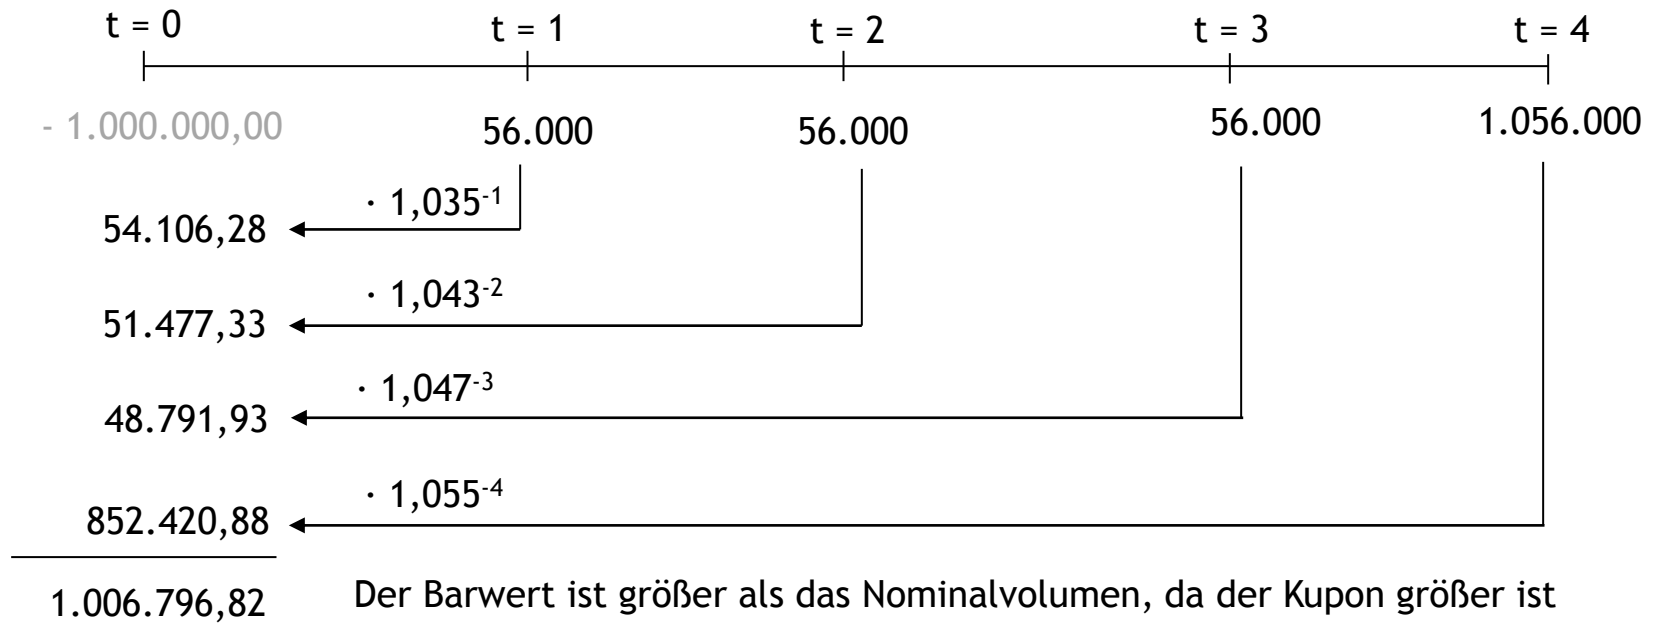 t = 0 t = 1 t = 2 t = 3 t = 4
- 1.000.000,00 56.000 56.000 56.000 1.056.000
· 1,035-1
54.106,28
· 1,043-2
51.477,33
· 1,047-3
48.791,93
· 1,055-4
852.420,88
1.006.796,82 Der Barwert ist größer als das Nominalvolumen, da der Kupon größer ist